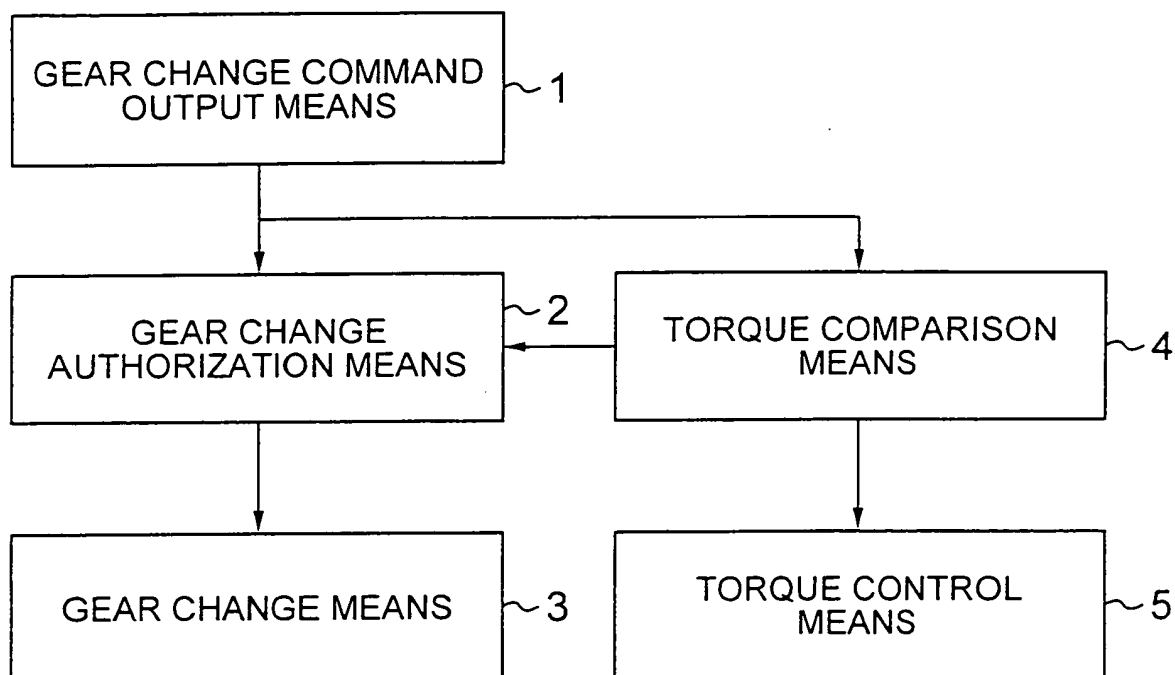 GEAR CHANGE COMMAND
OUTPUT MEANS
1
GEAR CHANGE
AUTHORIZATION MEANS
2
TORQUE COMPARISON
MEANS
4
GEAR CHANGE MEANS
3
TORQUE CONTROL
MEANS
5